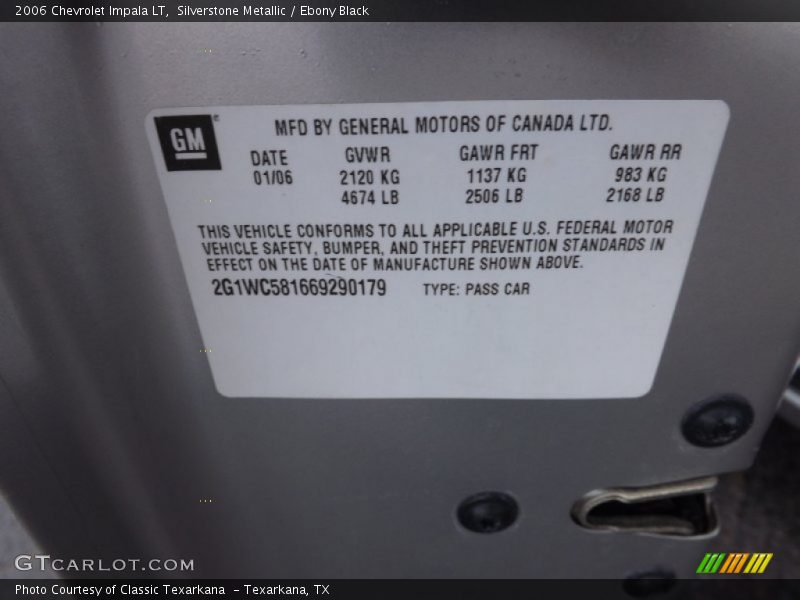 2006 Chevrolet Impala LT,  Silverstone Metallic / Ebony Black
GM
MFD BY GENERAL MOTORS OF CANADA LTD.
DATE GVWR GAWR FRT GAWR RR
01/06 2120 KG 1137 KG 983 KG
4674 LB 2506 LB 2168 LB
THIS VEHICLE CONFORMS TO ALL APPLICABLE U.S. FEDERAL MOTOR
VEHICLE SAFETY, BUMPER, AND THEFT PREVENTION STANDARDS IN
EFFECT ON THE DATE OF MANUFACTURE SHOWN ABOVE.
2G1WC581669290179 TYPE: PASS CAR
GTCARLOT.COM
Photo Courtesy of Classic Texarkana  - Texarkana, TX